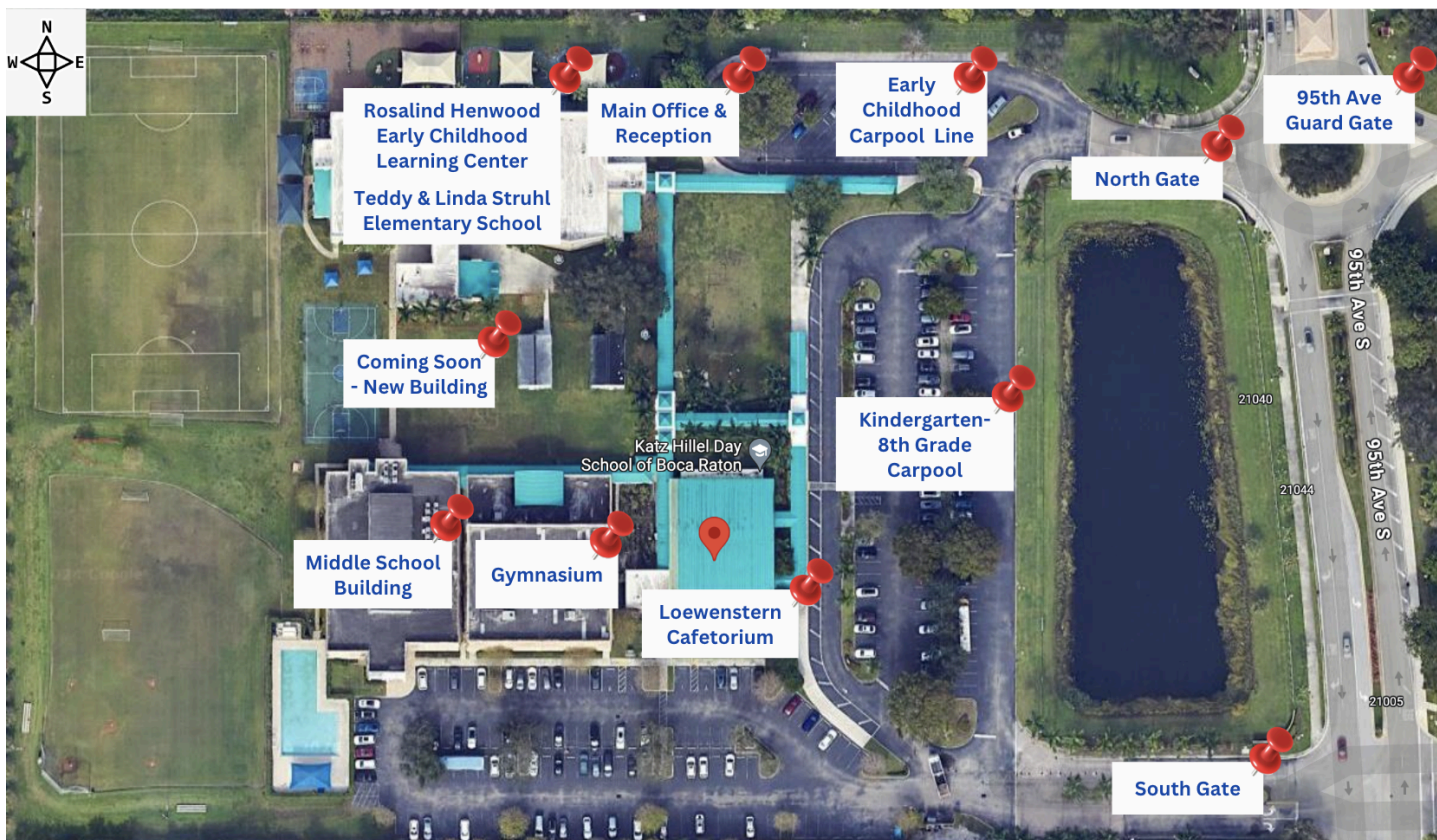 N
W E
S
Rosalind Henwood
Early Childhood
Learning Center
Teddy & Linda Struhl
Elementary School
Main Office &
Reception
Early
Childhood
Carpool Line
95th Ave
Guard Gate
North Gate
95th Ave S
Coming Soon
- New Building
Kindergarten-
8th Grade
Carpool
21040
Katz Hillel Day
School of Boca Raton
95th Ave S
21044
Middle School
Building
Gymnasium
Loewenstern
Cafetorium
21005
South Gate